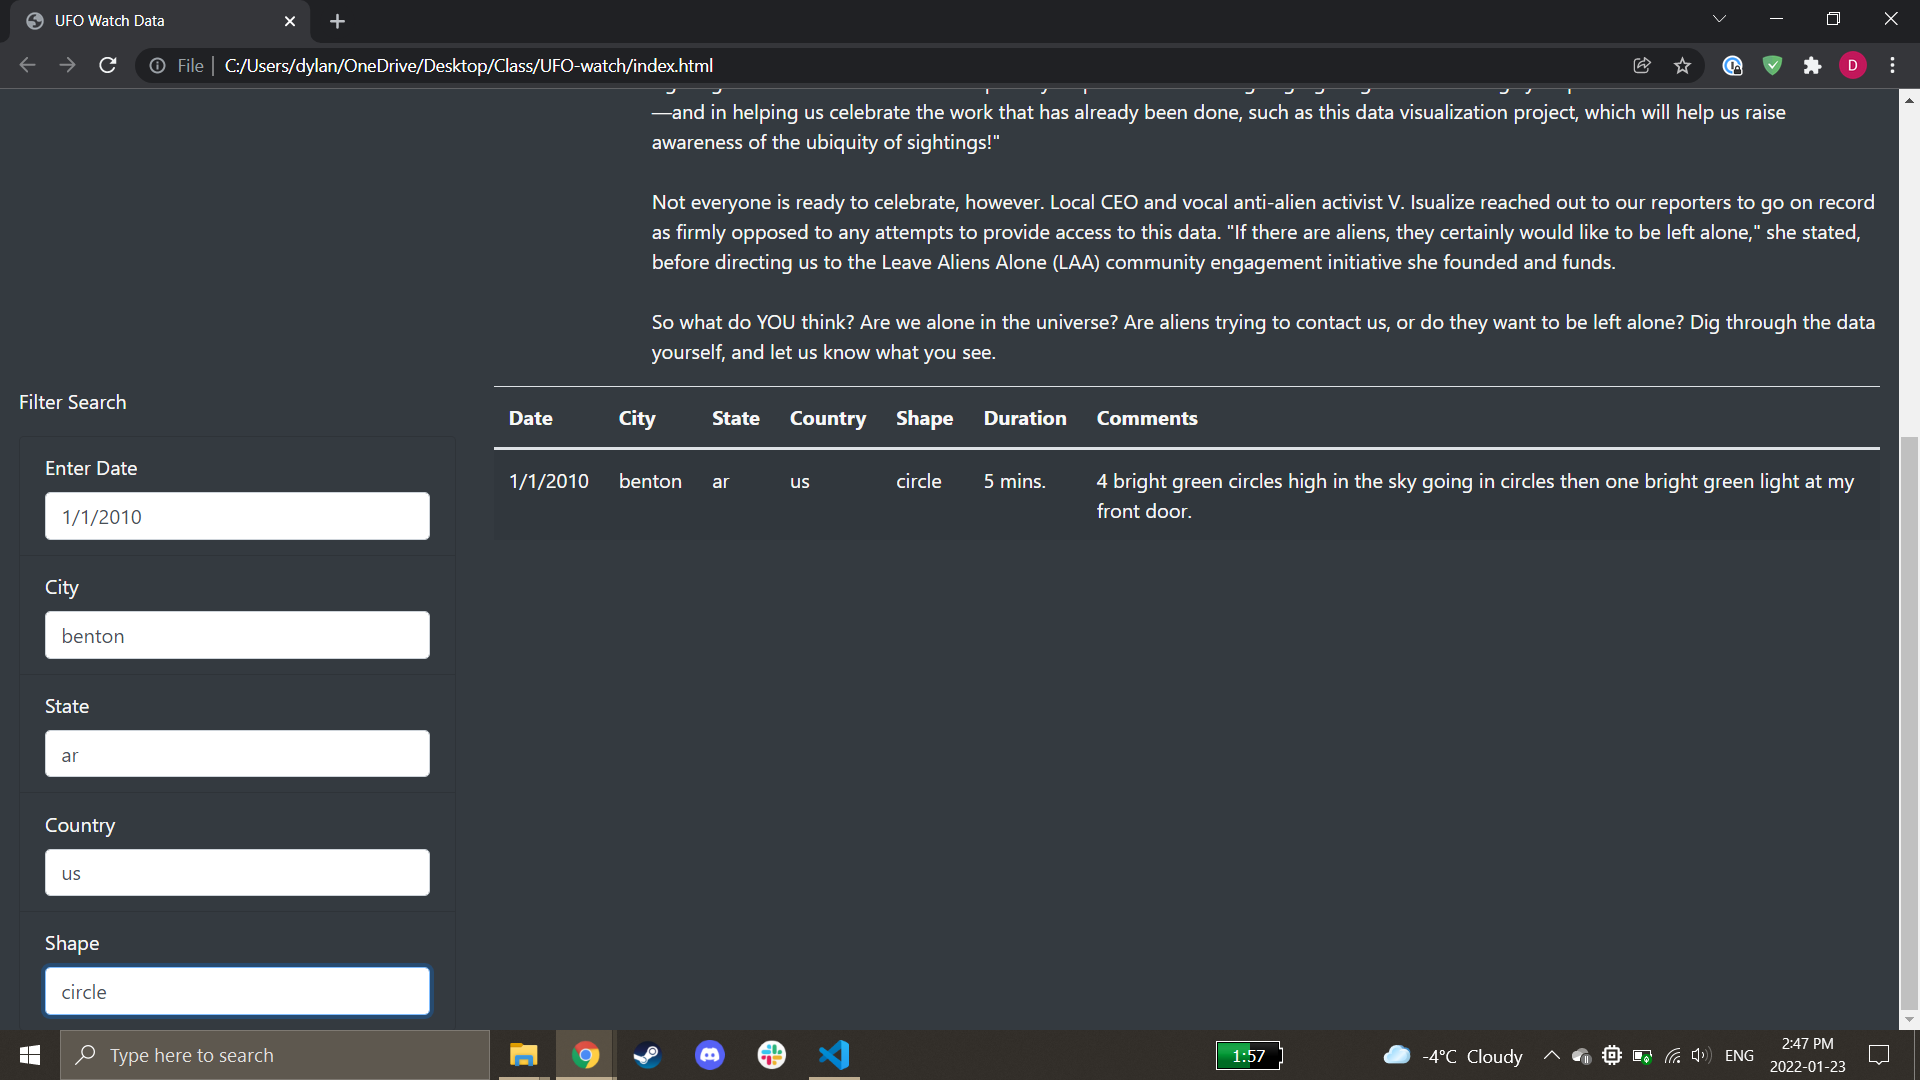 UFO Watch Data
File
C:/Users/dylan/OneDrive/Desktop/Class/UFO-watch/index.html
D
—and in helping us celebrate the work that has already been done, such as this data visualization project, which will help us raise
awareness of the ubiquity of sightings!"
Not everyone is ready to celebrate, however. Local CEO and vocal anti-alien activist V. Isualize reached out to our reporters to go on record
as firmly opposed to any attempts to provide access to this data. "If there are aliens, they certainly would like to be left alone," she stated,
before directing us to the Leave Aliens Alone (LAA) community engagement initiative she founded and funds.
So what do YOU think? Are we alone in the universe? Are aliens trying to contact us, or do they want to be left alone? Dig through the data
yourself, and let us know what you see.
Filter Search
Enter Date
1/1/2010
City
benton
State
ar
Country
us
Shape
circle
Date City State Country Shape Duration Comments
1/1/2010 benton ar us circle 5 mins. 4 bright green circles high in the sky going in circles then one bright green light at my
front door.
Type here to search
1:57
-4°C Cloudy
ENG
2:47 PM
2022-01-23